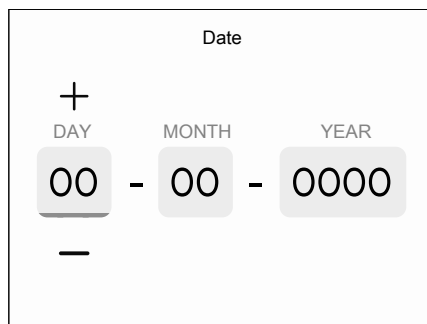 Date
+
DAY MONTH YEAR
00 - 00 - 0000
-